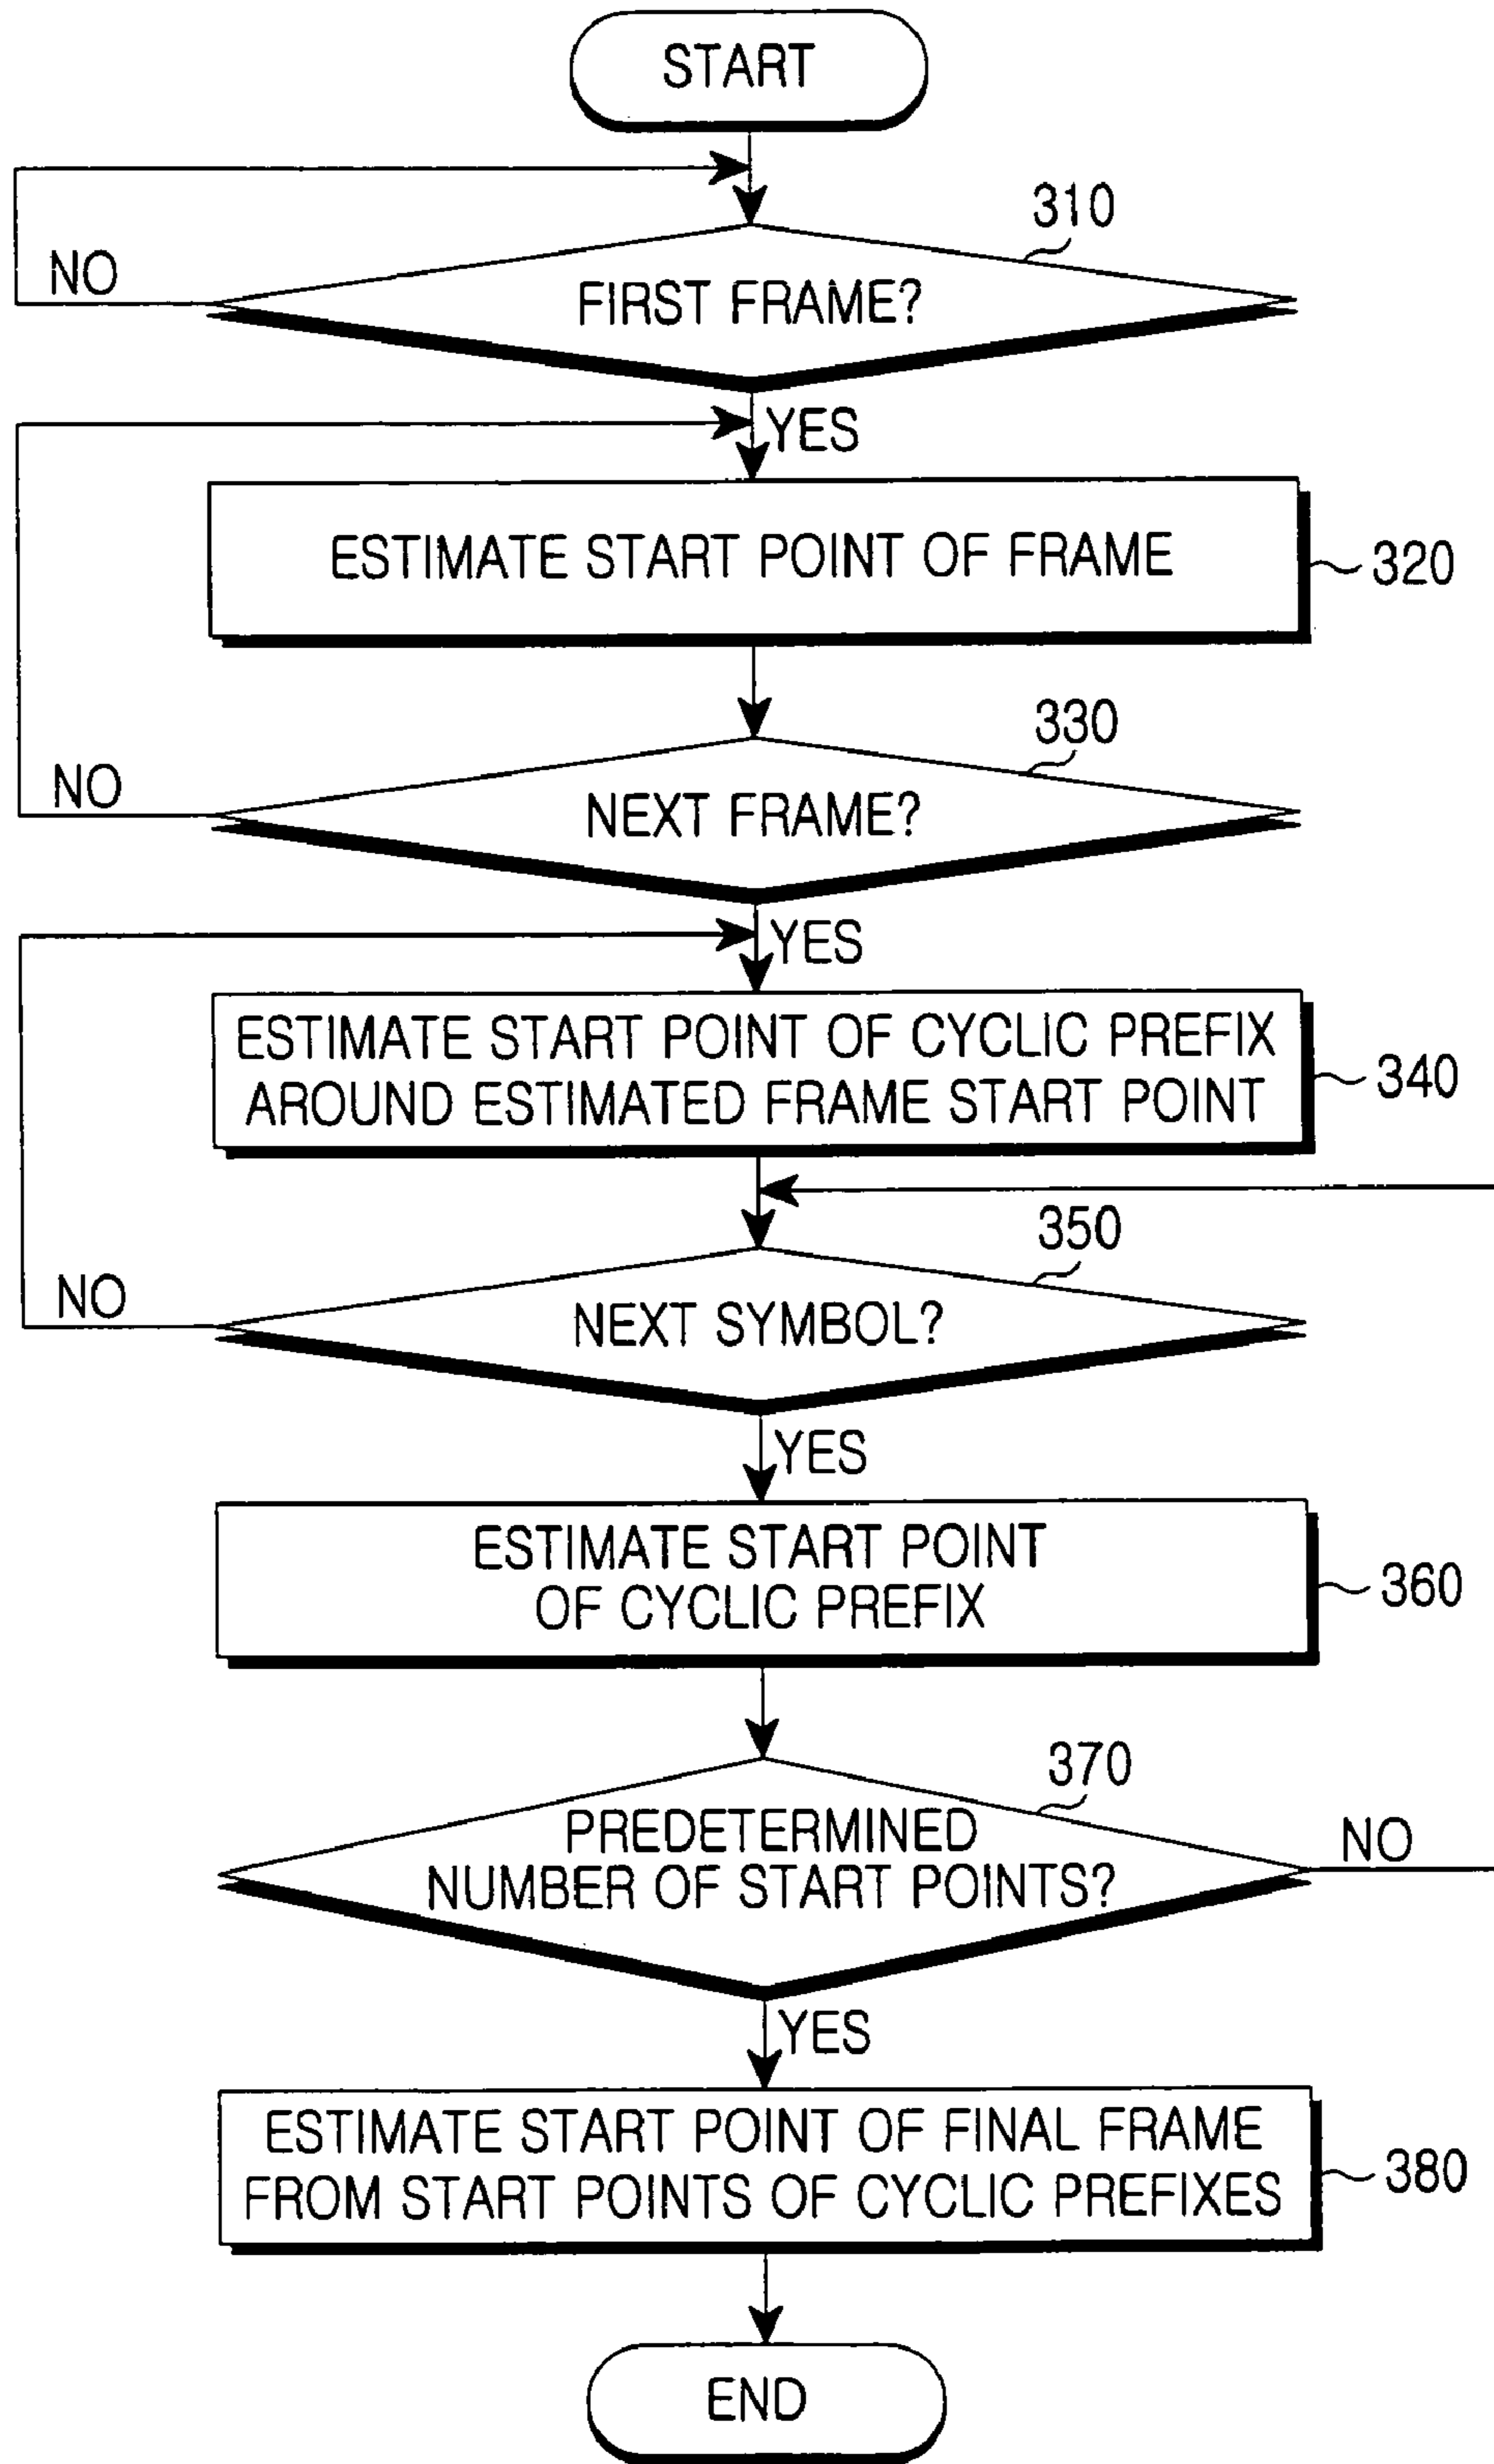 START
310
NO
FIRST FRAME?
YES
ESTIMATE START POINT OF FRAME
320
330
NO
NEXT FRAME?
YES
ESTIMATE START POINT OF CYCLIC PREFIX
AROUND ESTIMATED FRAME START POINT
340
350
NO
NEXT SYMBOL?
YES
ESTIMATE START POINT
OF CYCLIC PREFIX
360
370
PREDETERMINED
NUMBER OF START POINTS?
NO
YES
ESTIMATE START POINT OF FINAL FRAME
FROM START POINTS OF CYCLIC PREFIXES
380
END